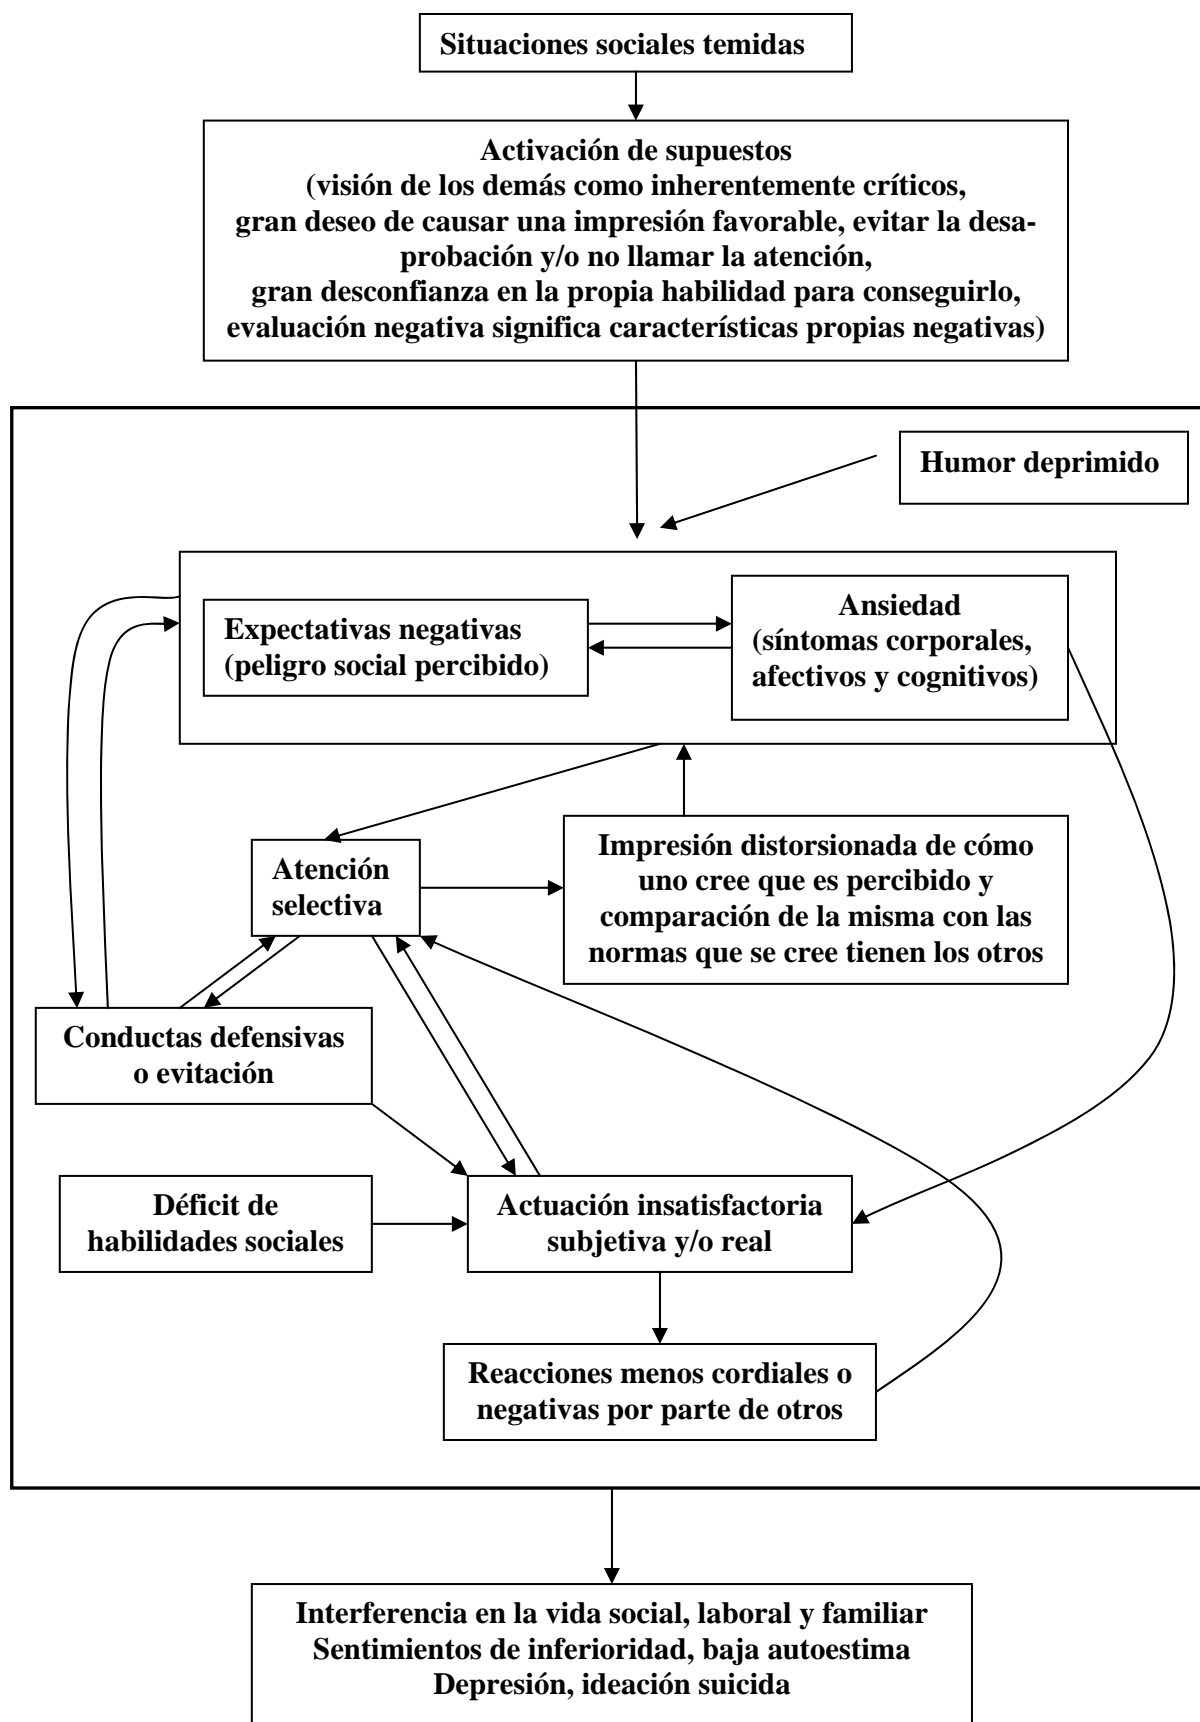 Situaciones sociales temidas
Activación de supuestos
(visión de los demás como inherentemente críticos,
gran deseo de causar una impresión favorable, evitar la desa-
probación y/o no llamar la atención,
gran desconfianza en la propia habilidad para conseguirlo,
evaluación negativa significa características propias negativas)
Humor deprimido
Expectativas negativas
(peligro social percibido)
Ansiedad
(síntomas corporales,
afectivos y cognitivos)
Atención
selectiva
Impresión distorsionada de cómo
uno cree que es percibido y
comparación de la misma con las
normas que se cree tienen los otros
Conductas defensivas
o evitación
Déficit de
habilidades sociales
Actuación insatisfactoria
subjetiva y/o real
Reacciones menos cordiales o
negativas por parte de otros
Interferencia en la vida social, laboral y familiar
Sentimientos de inferioridad, baja autoestima
Depresión, ideación suicida